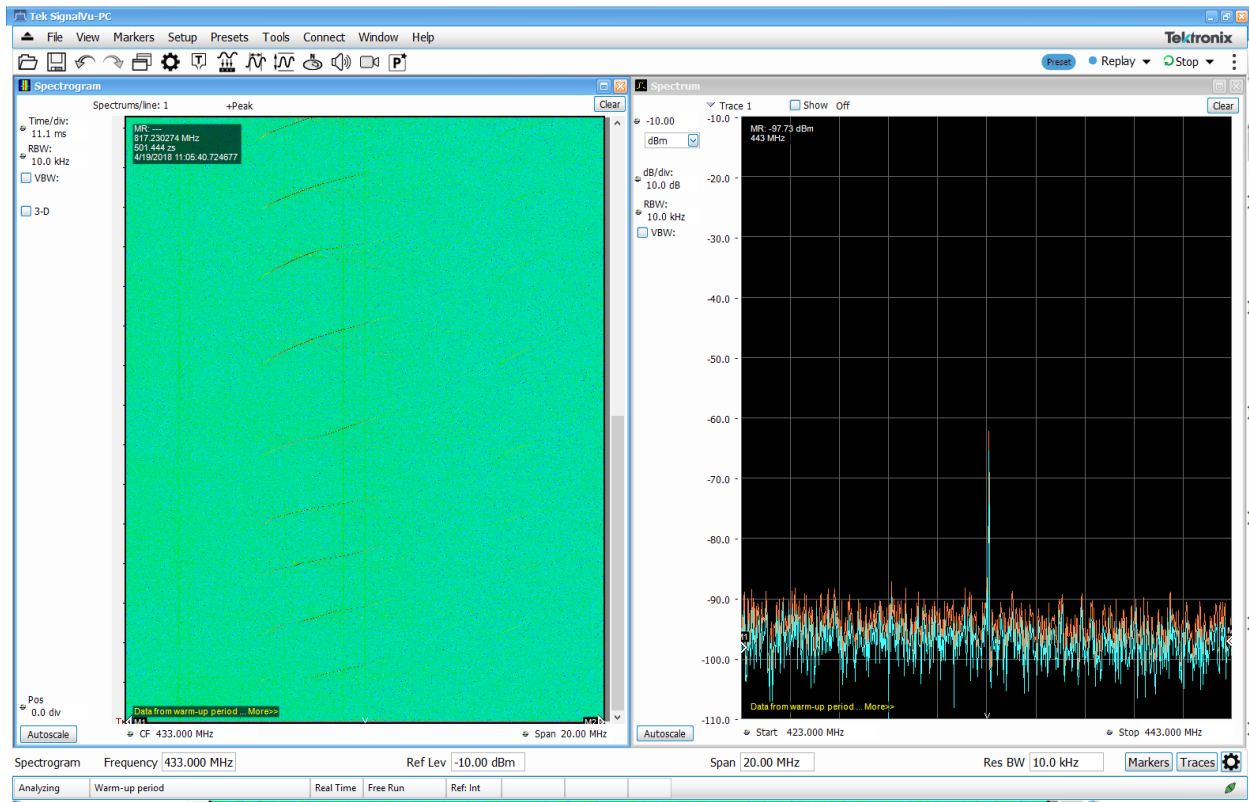 Tek SignalVu-PC
File View Markers Setup Presets Tools Connect Window Help
Tektronix
Preset Replay Stop
Spectrogram
Spectrums/line: 1 +Peak Clear
Time/div:
11.1 ms
RBW:
10.0 kHz
VBW:
3-D
MR: ---
817.230274 MHz
501.444 zs
4/19/2018 11:05:40.724677
Data from warm-up period ... More>>
M1 M2
Pos
0.0 div
Autoscale CF 433.000 MHz Span 20.00 MHz
Spectrum
Trace 1 Show Off Clear
-10.00
dBm
dB/div:
10.0 dB
RBW:
10.0 kHz
VBW:
MR: -97.73 dBm
443 MHz
-10.0
-20.0
-30.0
-40.0
-50.0
-60.0
-70.0
-80.0
-90.0
-100.0
-110.0
Data from warm-up period ... More>>
Autoscale Start 423.000 MHz Stop 443.000 MHz
Spectrogram Frequency 433.000 MHz Ref Lev -10.00 dBm Span 20.00 MHz Res BW 10.0 kHz Markers Traces
Analyzing Warm-up period Real Time Free Run Ref: Int